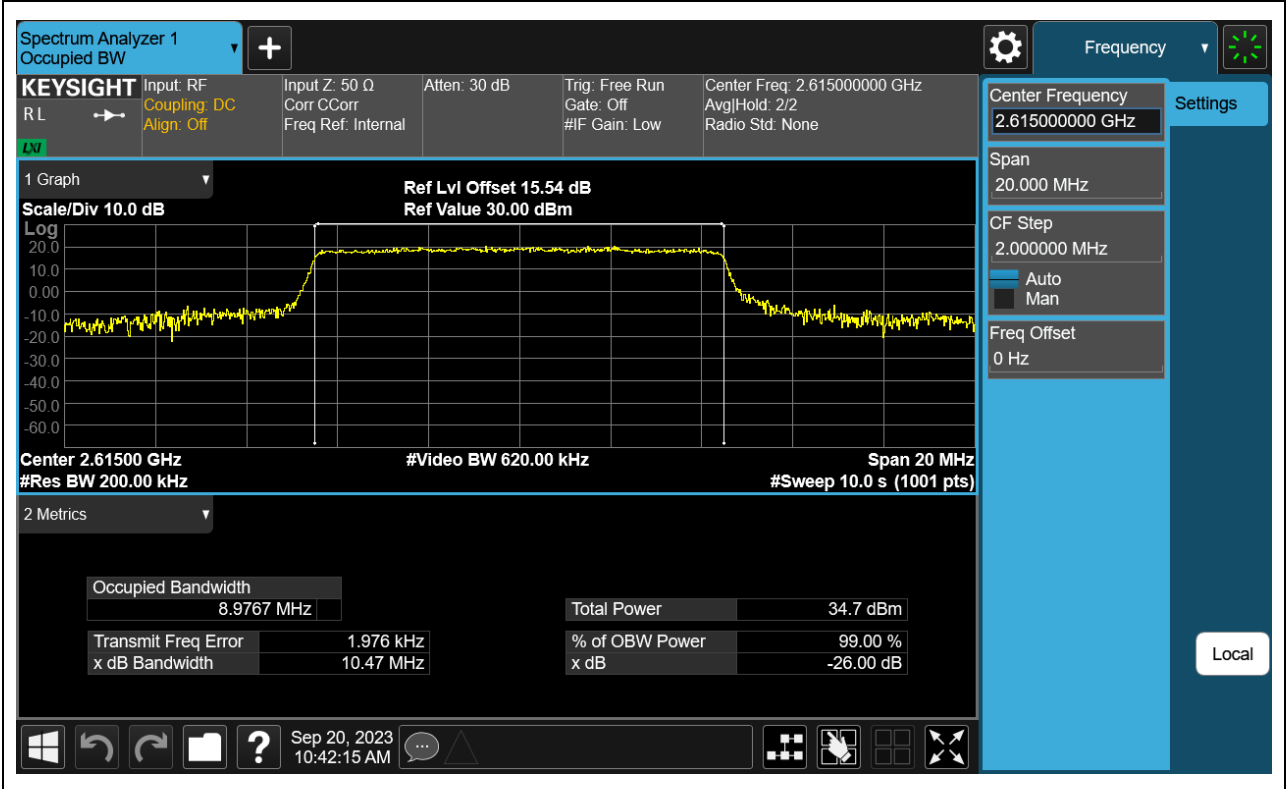 Spectrum Analyzer 1
Occupied BW
Frequency
KEYSIGHT
R L
LXI
Input: RF
Coupling: DC
Align: Off
Input Z: 50 Ω
Corr CCorr
Freq Ref: Internal
Atten: 30 dB
Trig: Free Run
Gate: Off
#IF Gain: Low
Center Freq: 2.615000000 GHz
Avg|Hold: 2/2
Radio Std: None
Center Frequency
2.615000000 GHz
Settings
Span
20.000 MHz
CF Step
2.000000 MHz
Auto
Man
Freq Offset
0 Hz
Local
1 Graph
Ref Lvl Offset 15.54 dB
Scale/Div 10.0 dB
Ref Value 30.00 dBm
Log
20.0
10.0
0.00
-10.0
-20.0
-30.0
-40.0
-50.0
-60.0
Center 2.61500 GHz
#Video BW 620.00 kHz
Span 20 MHz
#Res BW 200.00 kHz
#Sweep 10.0 s (1001 pts)
2 Metrics
Occupied Bandwidth
8.9767 MHz
Total Power 34.7 dBm
Transmit Freq Error 1.976 kHz
% of OBW Power 99.00 %
x dB Bandwidth 10.47 MHz
x dB -26.00 dB
?
Sep 20, 2023
10:42:15 AM